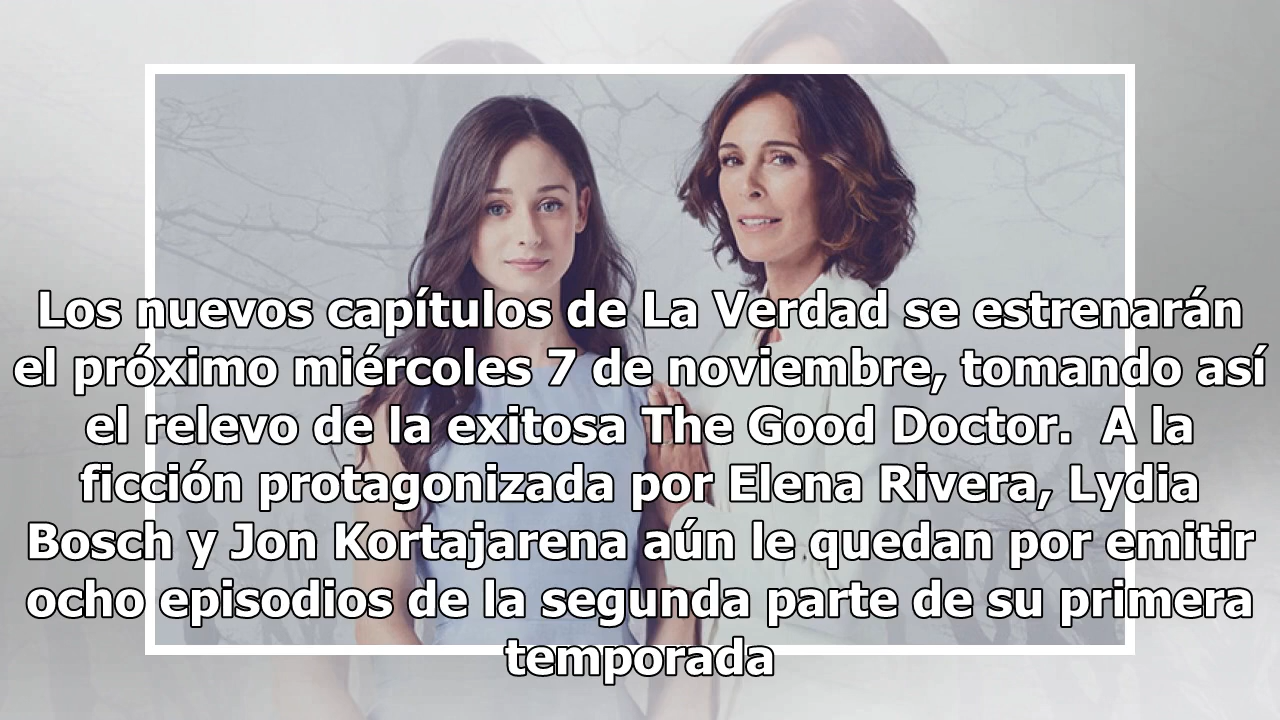 Los nuevos capítulos de La Verdad se estrenarán
el próximo miércoles 7 de noviembre, tomando así
el relevo de la exitosa The Good Doctor.  A la
ficción protagonizada por Elena Rivera, Lydia
Bosch y Jon Kortajarena aún le quedan por emitir
ocho episodios de la segunda parte de su primera
temporada